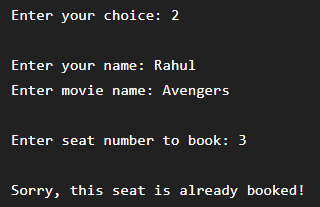 Enter your choice: 2
Enter your name: Rahul
Enter movie name: Avengers
Enter seat number to book: 3
Sorry, this seat is already booked!